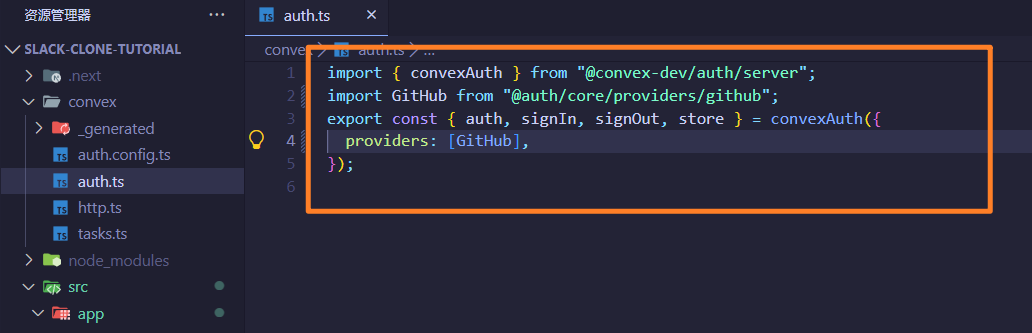 资源管理器 ...
SLACK-CLONE-TUTORIAL
.next
convex
_generated
auth.config.ts
auth.ts
http.ts
tasks.ts
node_modules
src
app
TS auth.ts ×
convex > TS auth.ts > ...
1 import { convexAuth } from "@convex-dev/auth/server";
2 import GitHub from "@auth/core/providers/github";
3 export const { auth, signIn, signOut, store } = convexAuth({
4 providers: [GitHub],
5 });
6